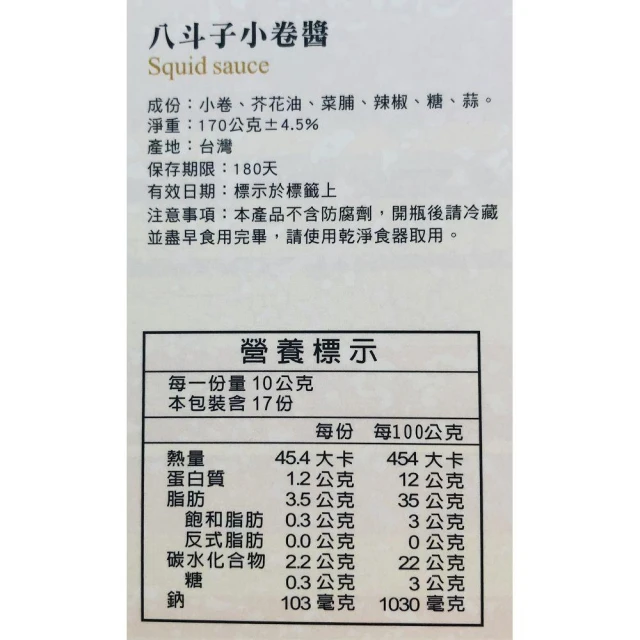 八斗子小卷醬
Squid sauce
成份：小卷、芥花油、菜脯、辣椒、糖、蒜。
淨重：170公克±4.5%
產地：台灣
保存期限：180天
有效日期：標示於標籤上
注意事項：本產品不含防腐劑，開瓶後請冷藏
並盡早食用完畢，請使用乾淨食器取用。
營養標示
每一份量 10公克
本包裝含 17份
每份 每100公克
熱量 45.4 大卡 454 大卡
蛋白質 1.2 公克 12 公克
脂肪 3.5 公克 35 公克
飽和脂肪 0.3 公克 3 公克
反式脂肪 0.0 公克 0 公克
碳水化合物 2.2 公克 22 公克
糖 0.3 公克 3 公克
鈉 103 毫克 1030 毫克